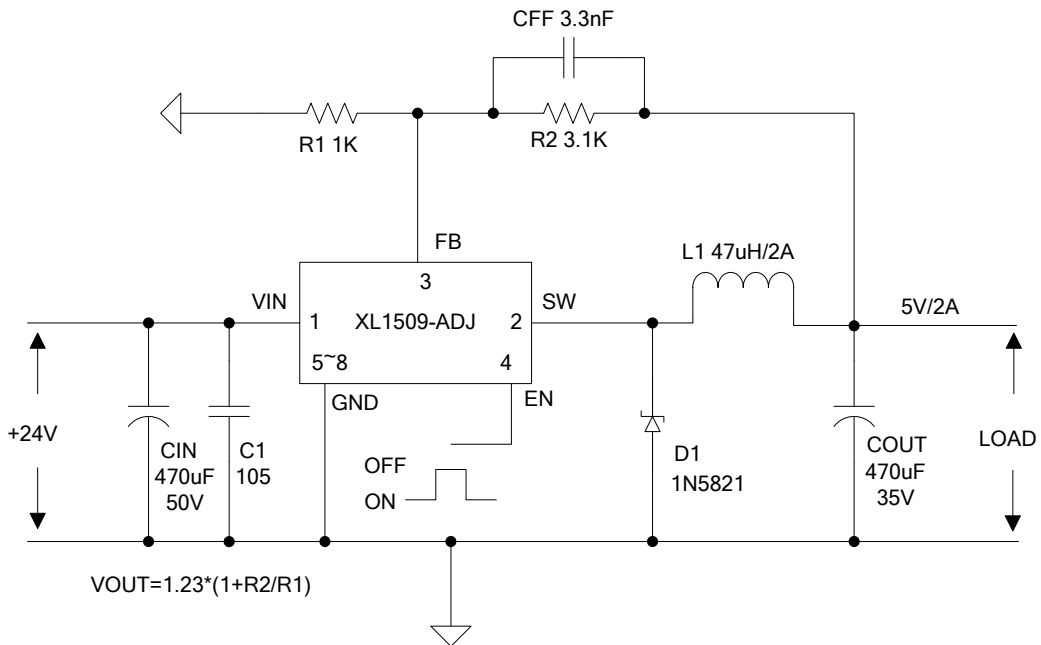 CFF 3.3nF
R1 1K
R2 3.1K
FB
L1 47uH/2A
3
VIN
SW
5V/2A
1
XL1509-ADJ
2
5~8
4
GND
EN
+24V
CIN
470uF
50V
C1
105
OFF
ON
D1
1N5821
COUT
470uF
35V
LOAD
VOUT=1.23*(1+R2/R1)